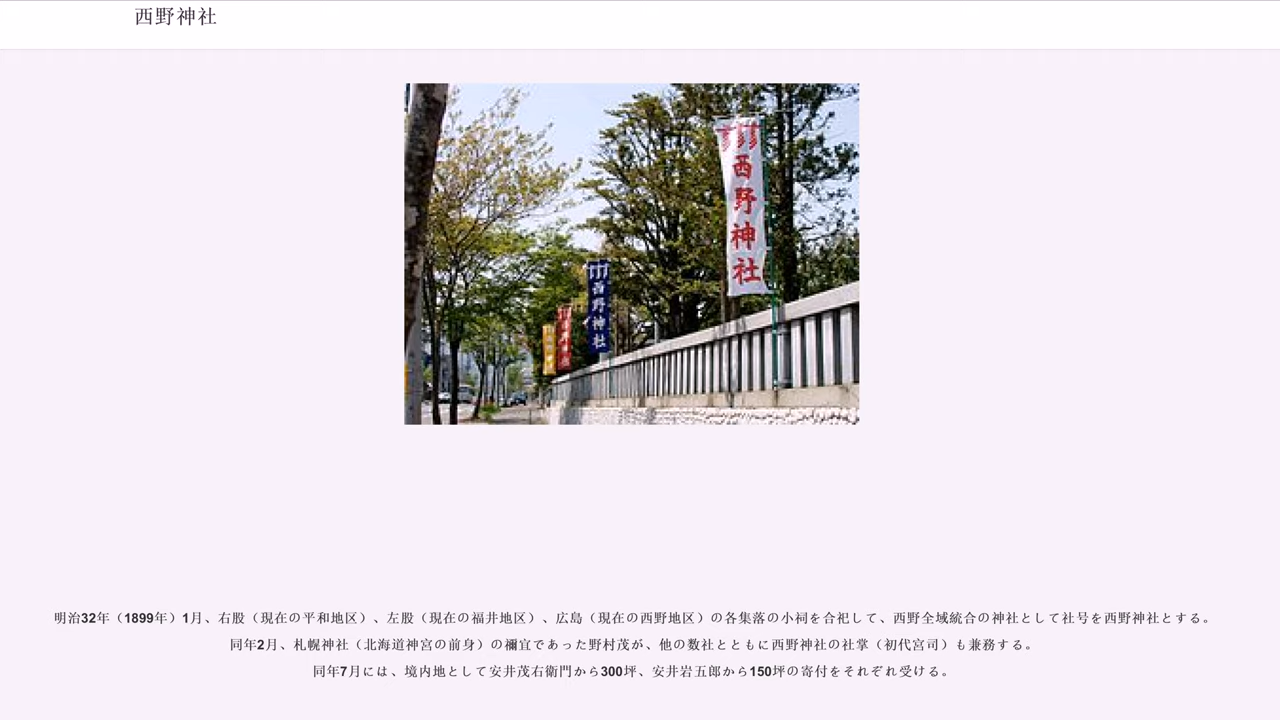 西野神社
西野神社
西野神社
明治32年（1899年）1月、右股（現在の平和地区）、左股（現在の福井地区）、広島（現在の西野地区）の各集落の小祠を合祀して、西野全域統合の神社として社号を西野神社とする。
同年2月、札幌神社（北海道神宮の前身）の禰宜であった野村茂が、他の数社とともに西野神社の社掌（初代宮司）も兼務する。
同年7月には、境内地として安井茂右衛門から300坪、安井岩五郎から150坪の寄付をそれぞれ受ける。